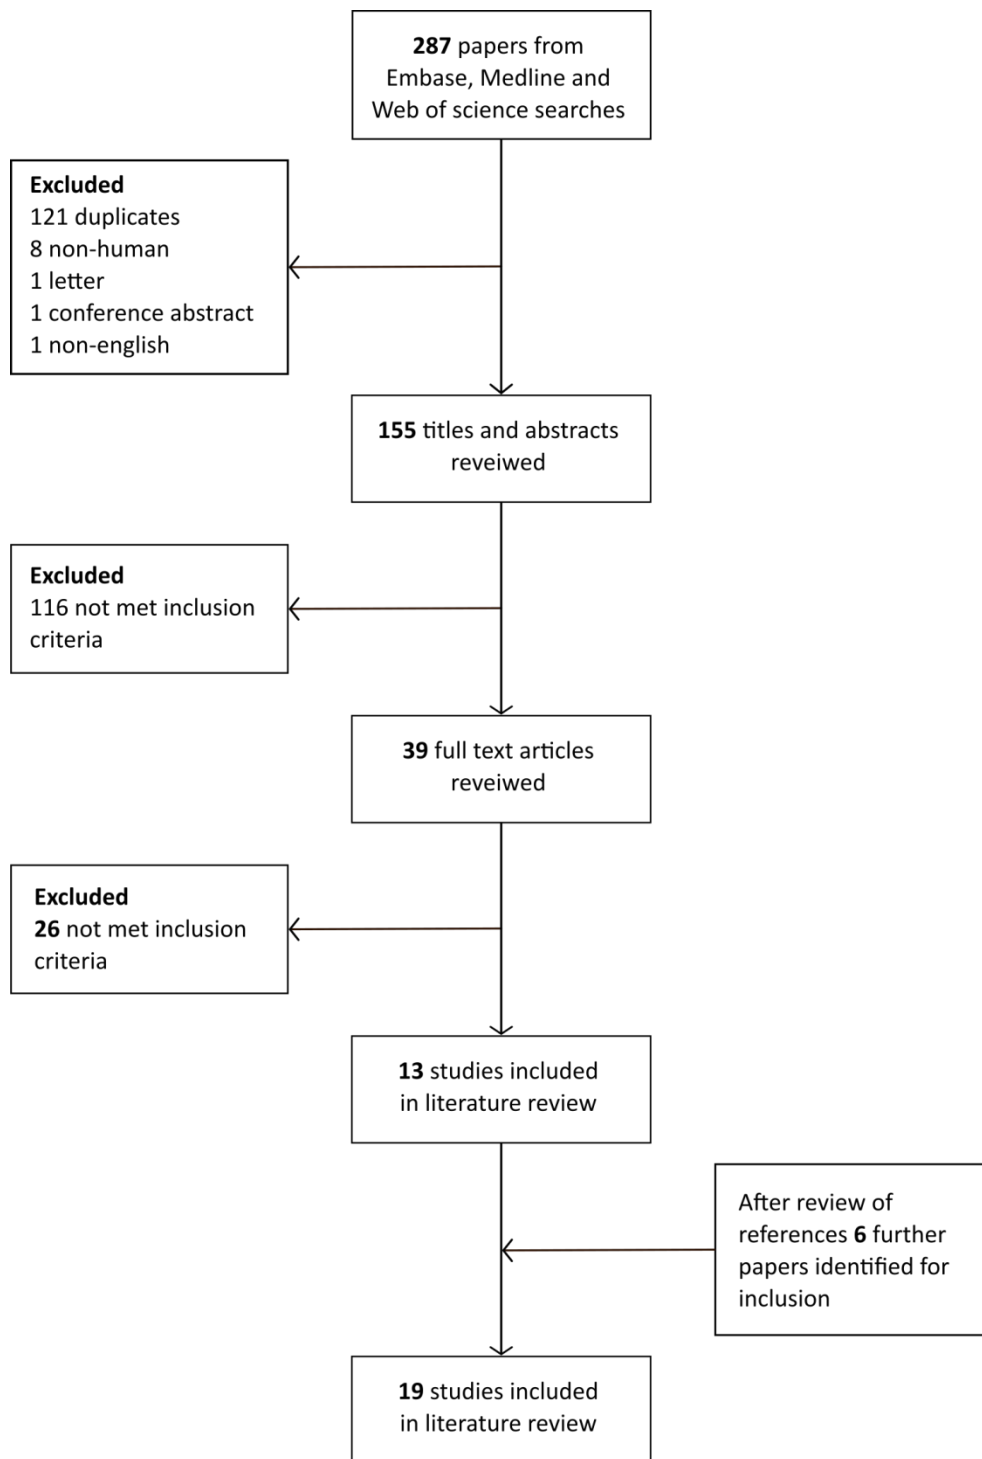 287 papers from
Embase, Medline and
Web of science searches
Excluded
121 duplicates
8 non-human
1 letter
1 conference abstract
1 non-english
155 titles and abstracts
reveiwed
Excluded
116 not met inclusion
criteria
39 full text articles
reveiwed
Excluded
26 not met inclusion
criteria
13 studies included
in literature review
After review of
references 6 further
papers identified for
inclusion
19 studies included
in literature review